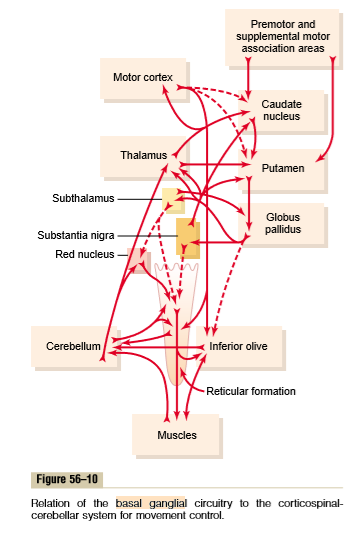 Premotor and
supplemental motor
association areas
Motor cortex
Caudate
nucleus
Thalamus
Putamen
Subthalamus
Globus
pallidus
Substantia nigra
Red nucleus
Cerebellum
Inferior olive
Reticular formation
Muscles
Figure 56–10
Relation of the basal ganglial circuitry to the corticospinal-
cerebellar system for movement control.